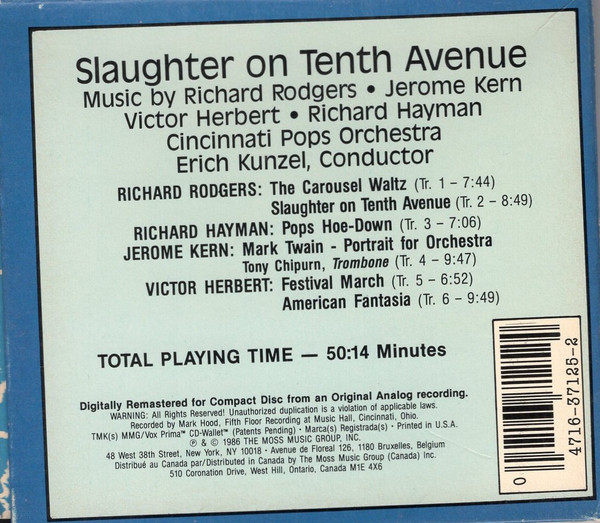 Slaughter on Tenth Avenue
Music by Richard Rodgers • Jerome Kern
Victor Herbert • Richard Hayman
Cincinnati Pops Orchestra
Erich Kunzel, Conductor
RICHARD RODGERS: The Carousel Waltz (Tr. 1 – 7:44)
Slaughter on Tenth Avenue (Tr. 2 – 8:49)
RICHARD HAYMAN: Pops Hoe-Down (Tr. 3 – 7:06)
JEROME KERN: Mark Twain - Portrait for Orchestra
Tony Chipurn, Trombone (Tr. 4 – 9:47)
VICTOR HERBERT: Festival March (Tr. 5 - 6:52)
American Fantasia (Tr. 6 – 9:49)
TOTAL PLAYING TIME — 50:14 Minutes
Digitally Remastered for Compact Disc from an Original Analog recording.
WARNING: All Rights Reserved! Unauthorized duplication is a violation of applicable laws.
Recorded by Mark Hood, Fifth Floor Recording at Music Hall, Cincinnati, Ohio.
TMK(s) MMG/Vox Prima™ CD-Wallet™ (Patents Pending) • Marca(s) Registrada(s) • Printed in U.S.A.
℗ & © 1986 THE MOSS MUSIC GROUP, INC.
48 West 38th Street, New York, NY 10018 • Avenue de Floreal 126, 1180 Bruxelles, Belgium
Distribué au Canada par/Distributed in Canada by The Moss Music Group (Canada) Inc.
510 Coronation Drive, West Hill, Ontario, Canada M1E 4X6
0 4716-37125-2